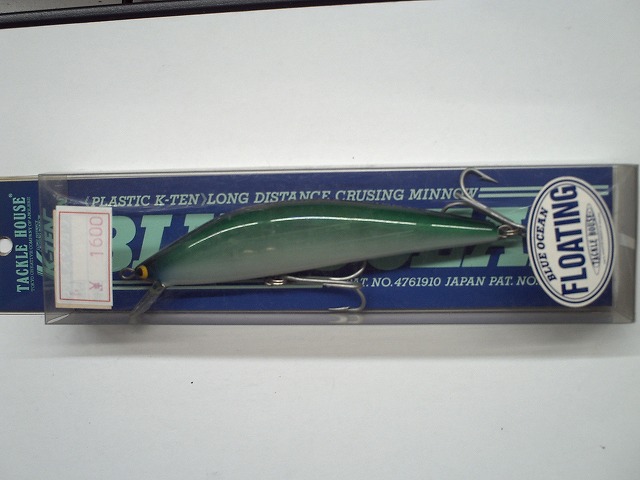 TACKLE HOUSE®
(PLASTIC K-TEN) LONG DISTANCE CRUSING MINNOW
¥ 1600
PAT. NO. 4761910 JAPAN PAT. NO.
BLUE OCEAN
FLOATING
TACKLE HOUSE